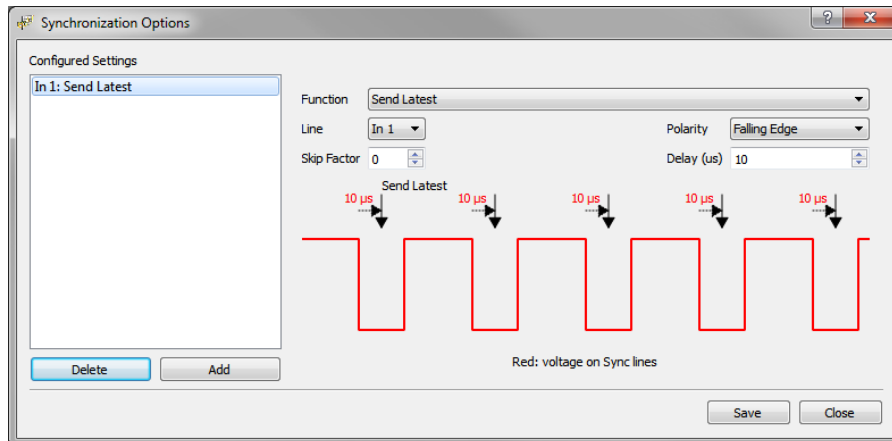 Synchronization Options
Configured Settings
In 1: Send Latest
Function Send Latest
Line In 1 Polarity Falling Edge
Skip Factor 0 Delay (us) 10
Send Latest
10 µs 10 µs 10 µs 10 µs 10 µs
Red: voltage on Sync lines
Delete Add
Save Close